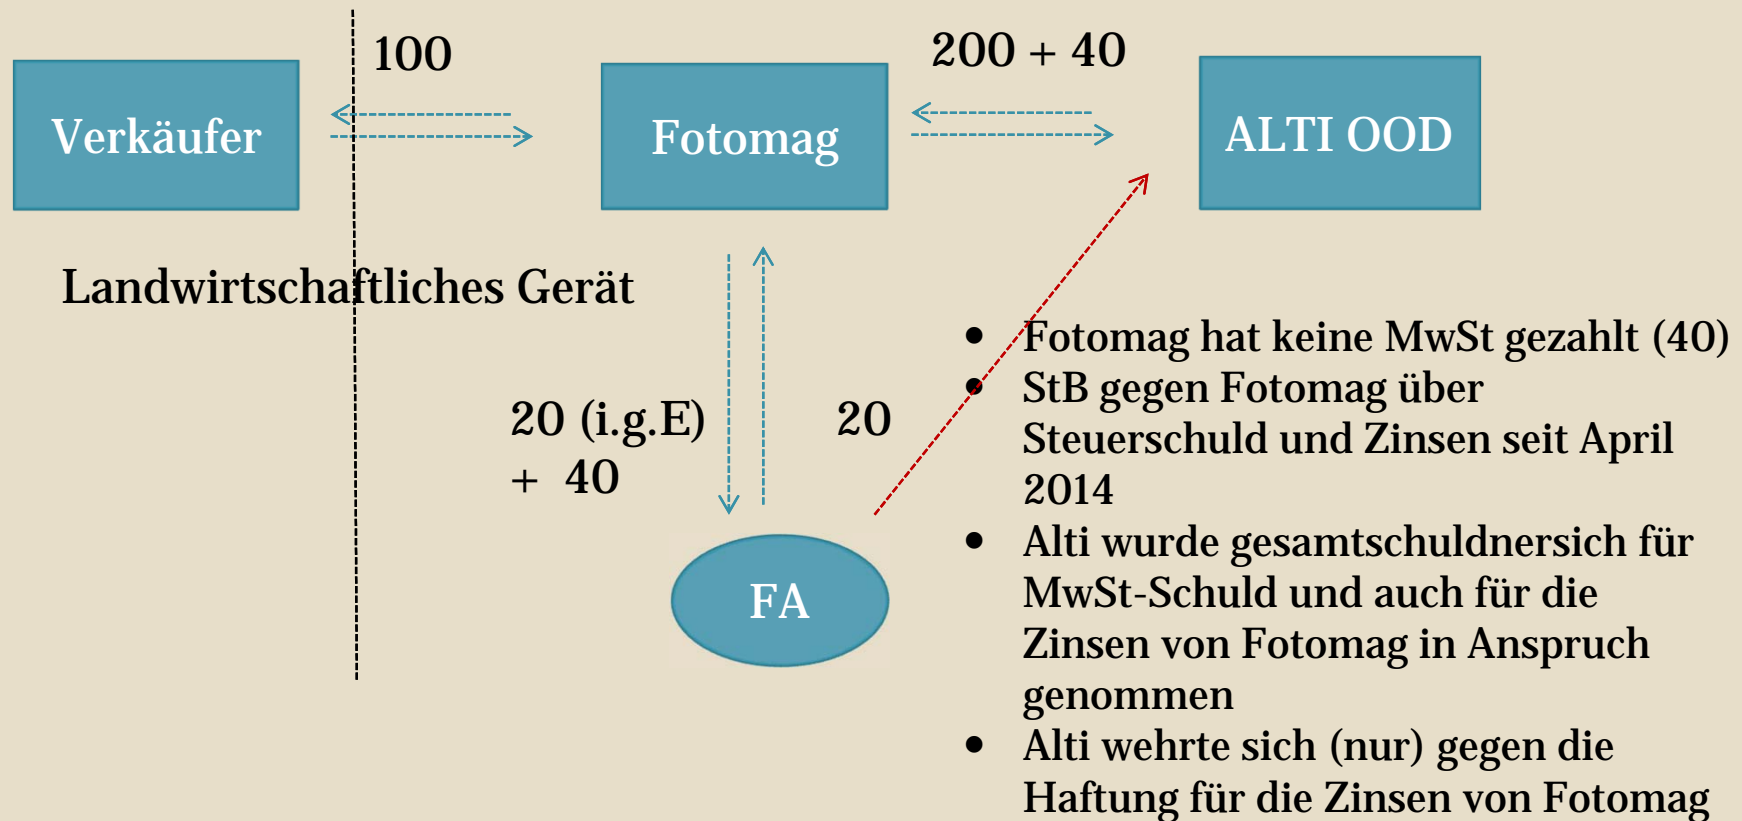 100
200 + 40
Verkäufer
Fotomag
ALTI OOD
Landwirtschaftliches Gerät
20 (i.g.E)
+ 40
20
FA
• Fotomag hat keine MwSt gezahlt (40)
• StB gegen Fotomag über
Steuerschuld und Zinsen seit April
2014
• Alti wurde gesamtschuldnersich für
MwSt-Schuld und auch für die
Zinsen von Fotomag in Anspruch
genommen
• Alti wehrte sich (nur) gegen die
Haftung für die Zinsen von Fotomag